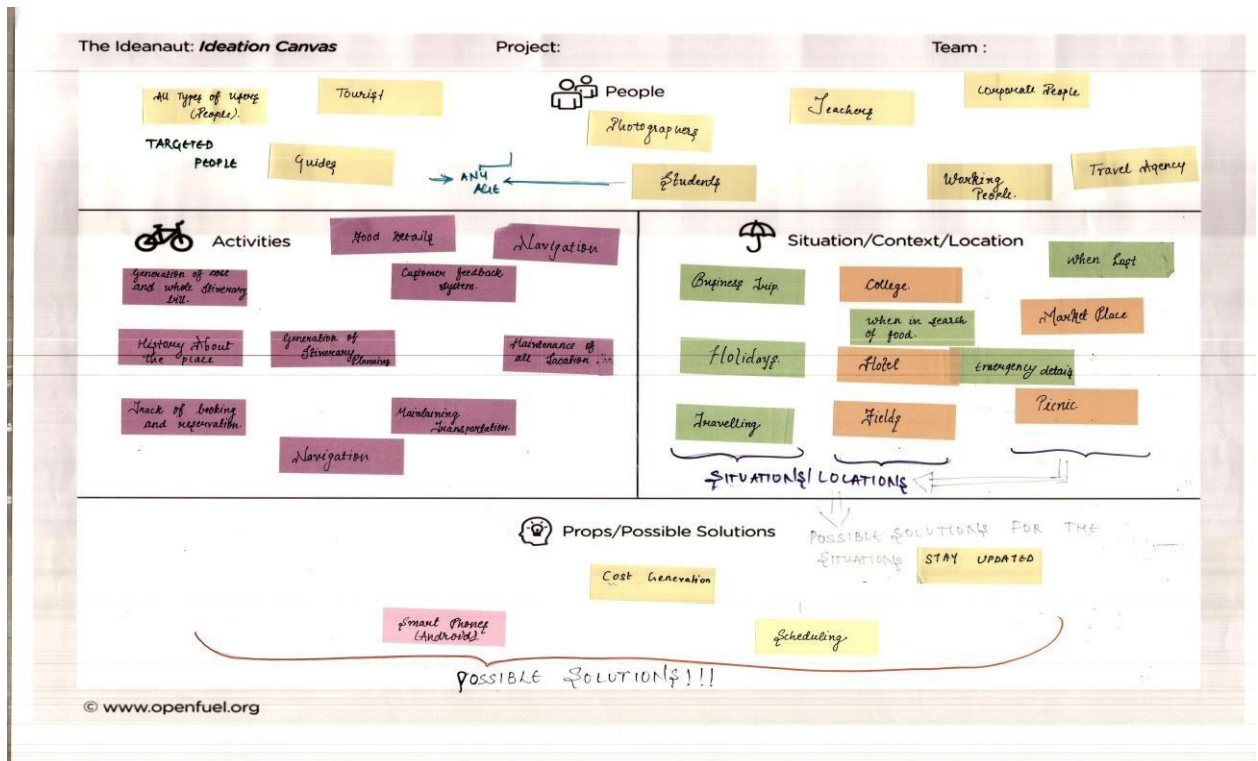 The Ideanaut: Ideation Canvas
Project:
Team :
People
All Types of Users
(People).
Tourist
Photographers
Teachers
Corporate People
TARGETED
PEOPLE
Guides
ANY
AGE
Students
Working
People.
Travel Agency
Activities
Food Details
Navigation
Generation of cost
and whole Itinerary
bill.
Customer feedback
system.
History About
the place
Generation of
Itinerary
Planning
Maintenance of
all Location
Track of booking
and reservation.
Maintaining
Transportation.
Navigation
Situation/Context/Location
When Lost
Business Trip.
College.
Market Place
When in search
of food.
Holidays.
Hotel
Emergency details
Travelling
Fields
Picnic
SITUATIONS/LOCATIONS
Props/Possible Solutions
POSSIBLE SOLUTIONS FOR THE
SITUATIONS
STAY UPDATED
Cost Generation
Smart Phones
(Android)
Scheduling
POSSIBLE SOLUTIONS!!!
© www.openfuel.org